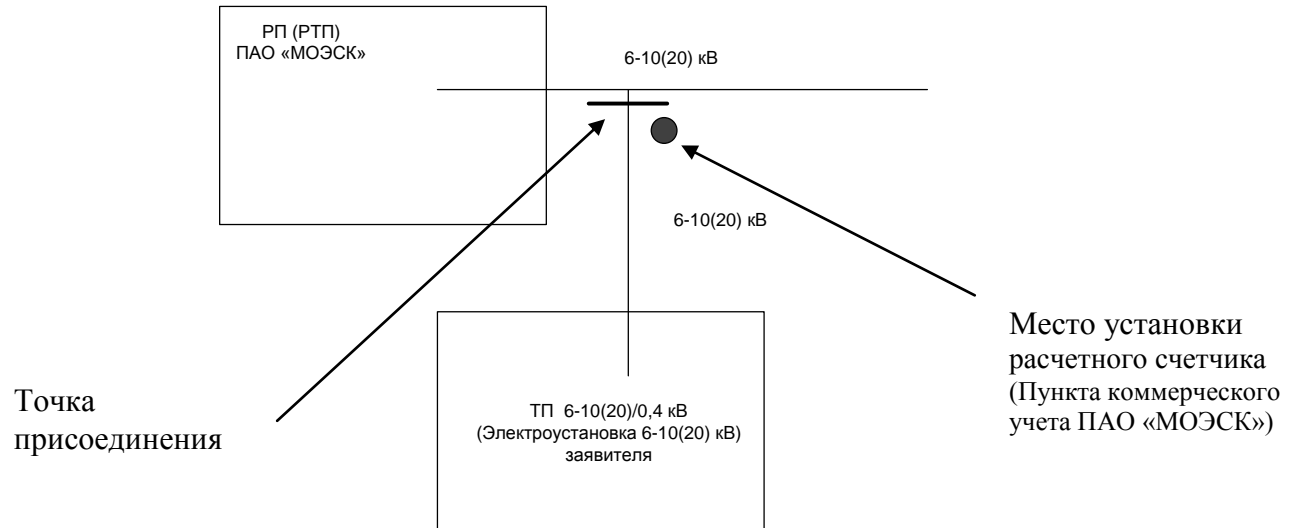 РП (РТП)
ПАО «МОЭСК»
6-10(20) кВ
6-10(20) кВ
Место установки
расчетного счетчика
(Пункта коммерческого
учета ПАО «МОЭСК»)
Точка
присоединения
ТП 6-10(20)/0,4 кВ
(Электроустановка 6-10(20) кВ)
заявителя